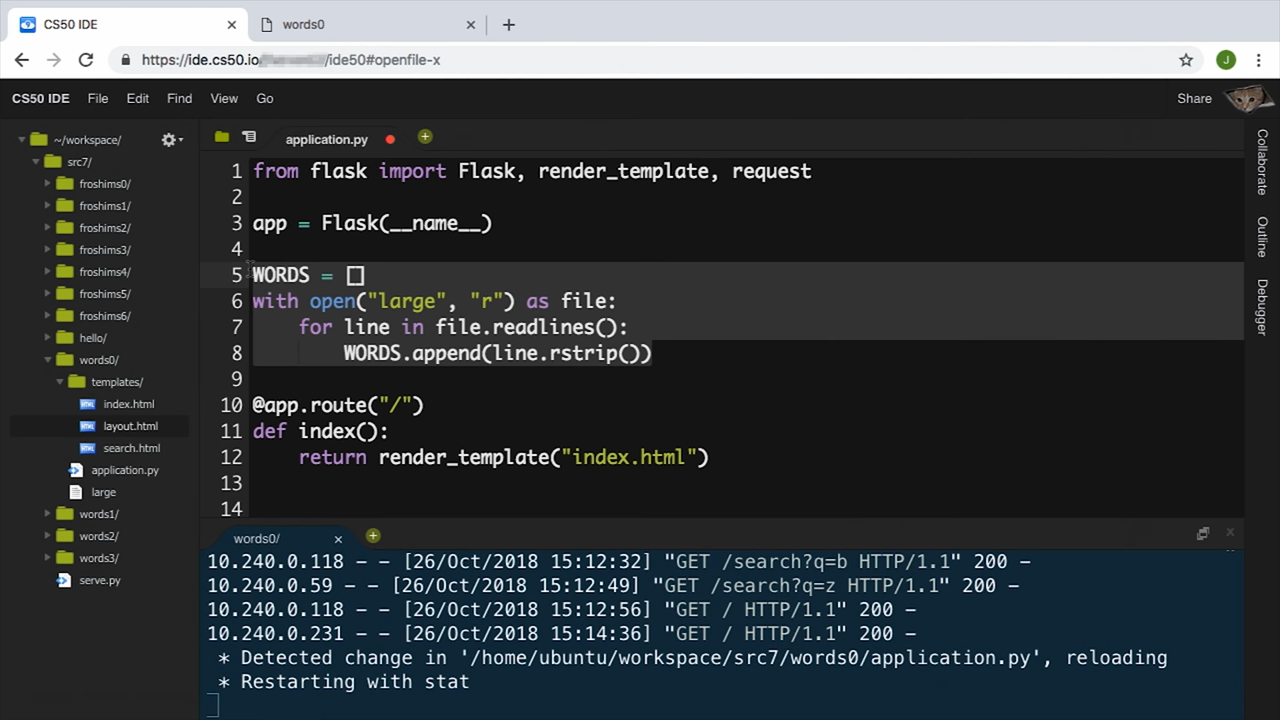 CS50 IDE
words0
https://ide.cs50.io/ide50#openfile-x
J
CS50 IDE File Edit Find View Go Share
~/workspace/
src7/
froshims0/
froshims1/
froshims2/
froshims3/
froshims4/
froshims5/
froshims6/
hello/
words0/
templates/
index.html
layout.html
search.html
application.py
large
words1/
words2/
words3/
serve.py
application.py
1 from flask import Flask, render_template, request
2
3 app = Flask(__name__)
4
5 WORDS = []
6 with open("large", "r") as file:
7 for line in file.readlines():
8 WORDS.append(line.rstrip())
9
10 @app.route("/")
11 def index():
12 return render_template("index.html")
13
14
words0/
10.240.0.118 - - [26/Oct/2018 15:12:32] "GET /search?q=b HTTP/1.1" 200 -
10.240.0.59 - - [26/Oct/2018 15:12:49] "GET /search?q=z HTTP/1.1" 200 -
10.240.0.118 - - [26/Oct/2018 15:12:56] "GET / HTTP/1.1" 200 -
10.240.0.231 - - [26/Oct/2018 15:14:36] "GET / HTTP/1.1" 200 -
* Detected change in '/home/ubuntu/workspace/src7/words0/application.py', reloading
* Restarting with stat
Collaborate
Outline
Debugger